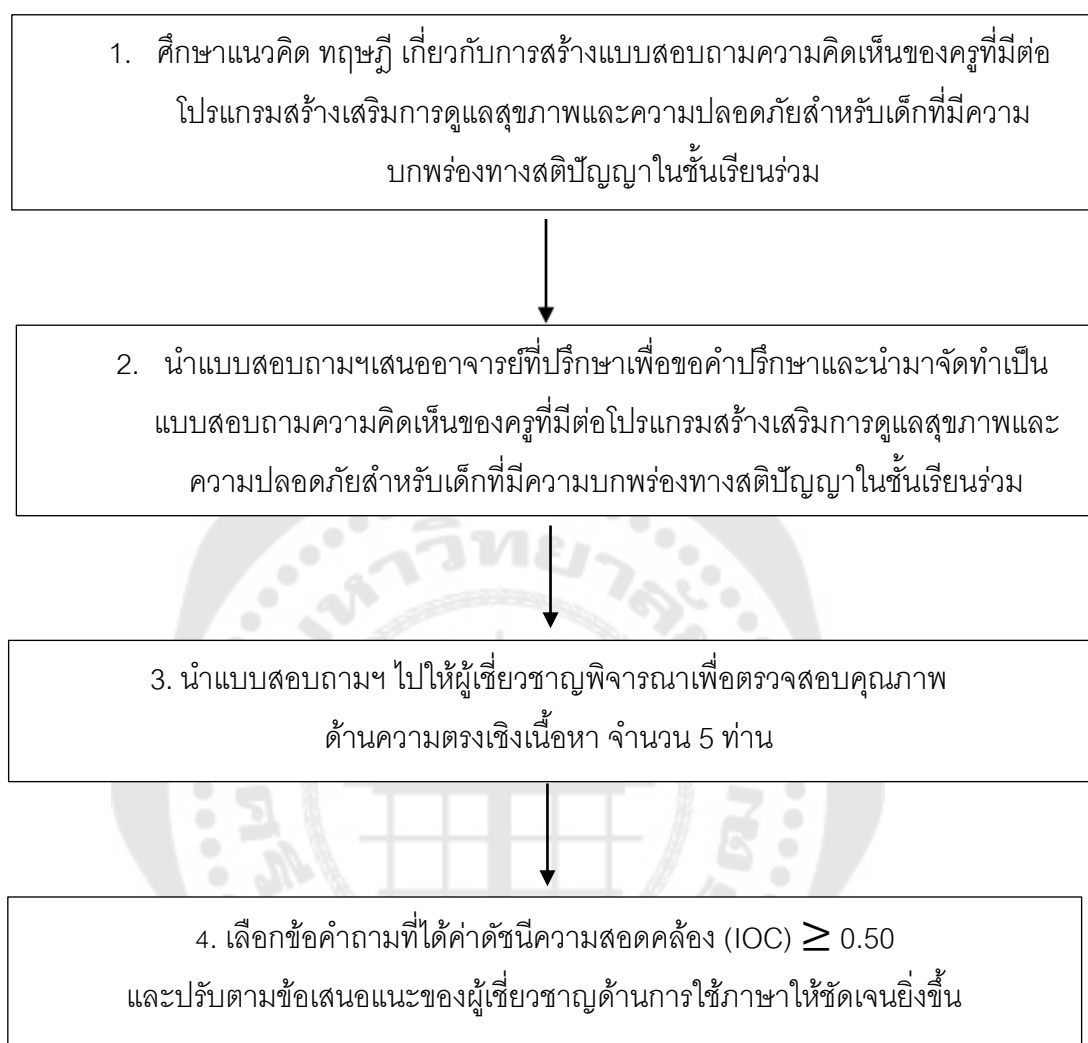 1. ศึกษาแนวคิด ทฤษฎี เกี่ยวกับการสร้างแบบสอบถามความคิดเห็นของครูที่มีต่อ
โปรแกรมสร้างเสริมการดูแลสุขภาพและความปลอดภัยสำหรับเด็กที่มีความ
บกพร่องทางสติปัญญาในชั้นเรียนร่วม
2. นำแบบสอบถามฯเสนออาจารย์ที่ปรึกษาเพื่อขอคำปรึกษาและนำมาจัดทำเป็น
แบบสอบถามความคิดเห็นของครูที่มีต่อโปรแกรมสร้างเสริมการดูแลสุขภาพและ
ความปลอดภัยสำหรับเด็กที่มีความบกพร่องทางสติปัญญาในชั้นเรียนร่วม
3. นำแบบสอบถามฯ ไปให้ผู้เชี่ยวชาญพิจารณาเพื่อตรวจสอบคุณภาพ
ด้านความตรงเชิงเนื้อหา จำนวน 5 ท่าน
4. เลือกข้อคำถามที่ได้ค่าดัชนีความสอดคล้อง (IOC) ≥ 0.50
และปรับตามข้อเสนอแนะของผู้เชี่ยวชาญด้านการใช้ภาษาให้ชัดเจนยิ่งขึ้น